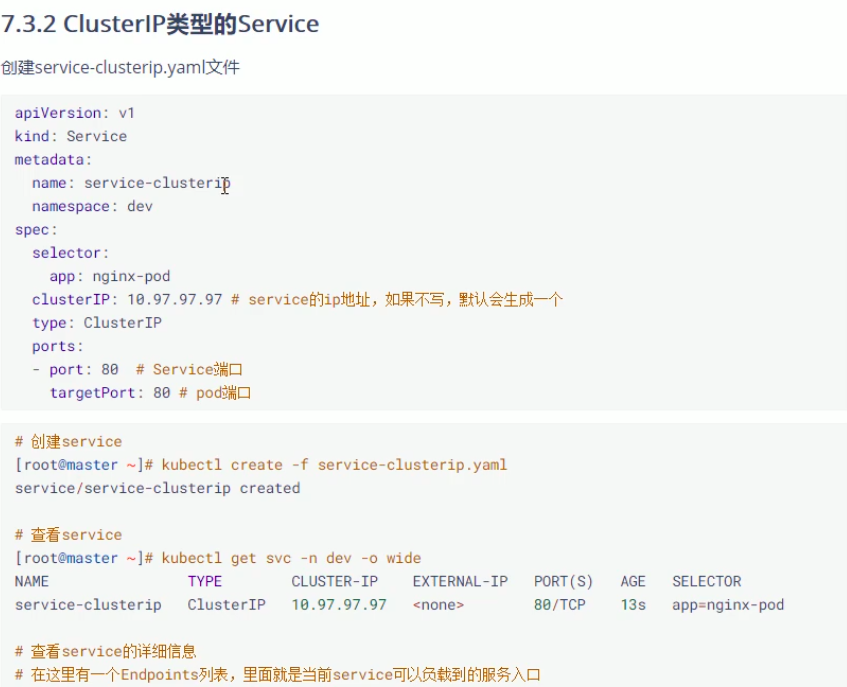 7.3.2 ClusterIP类型的Service
创建service-clusterip.yaml文件
apiVersion: v1
kind: Service
metadata:
  name: service-clusterip
  namespace: dev
spec:
  selector:
    app: nginx-pod
  clusterIP: 10.97.97.97 # service的ip地址，如果不写，默认会生成一个
  type: ClusterIP
  ports:
  - port: 80  # Service端口
    targetPort: 80 # pod端口
# 创建service
[root@master ~]# kubectl create -f service-clusterip.yaml
service/service-clusterip created
# 查看service
[root@master ~]# kubectl get svc -n dev -o wide
NAME                TYPE        CLUSTER-IP    EXTERNAL-IP   PORT(S)   AGE   SELECTOR
service-clusterip   ClusterIP   10.97.97.97   <none>        80/TCP    13s   app=nginx-pod
# 查看service的详细信息
# 在这里有一个Endpoints列表，里面就是当前service可以负载到的服务入口